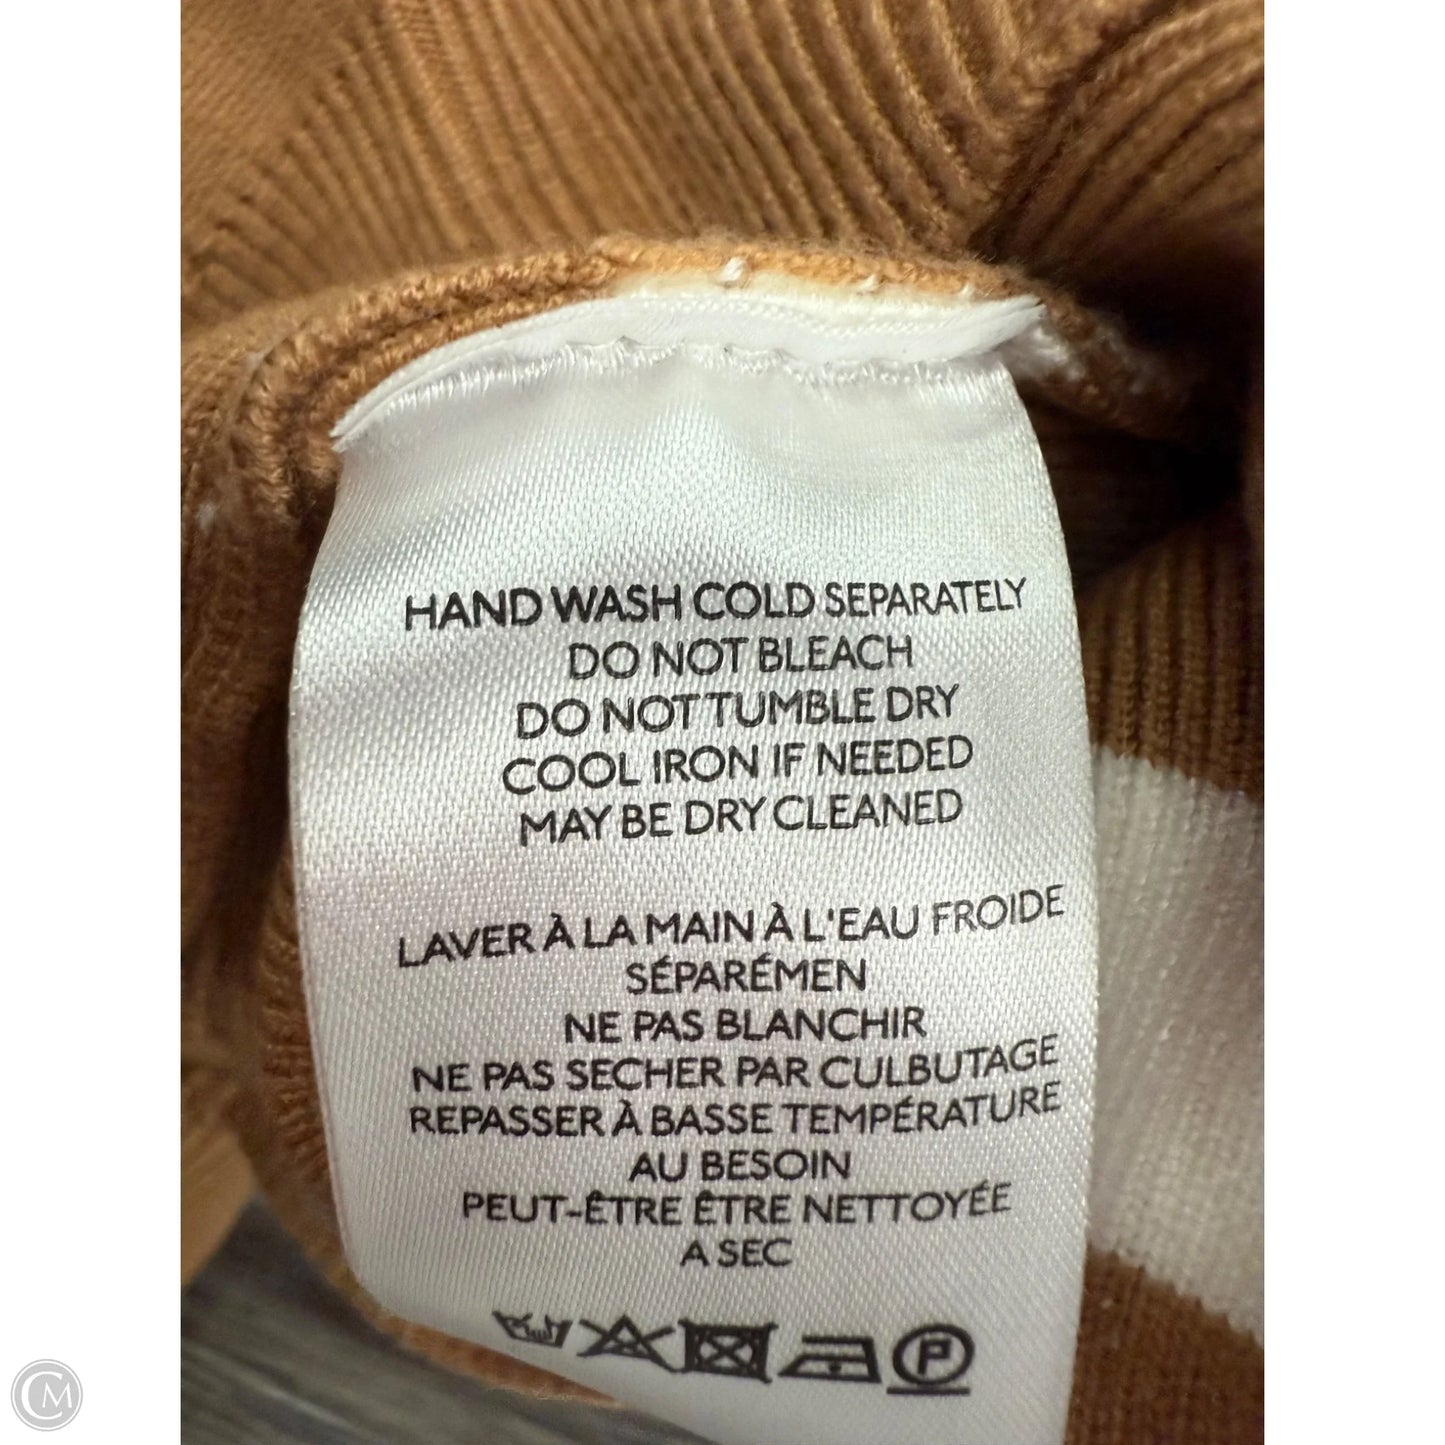 HAND WASH COLD SEPARATELY
DO NOT BLEACH
DO NOT TUMBLE DRY
COOL IRON IF NEEDED
MAY BE DRY CLEANED
LAVER À LA MAIN À L'EAU FROIDE
SÉPARÉMEN
NE PAS BLANCHIR
NE PAS SECHER PAR CULBUTAGE
REPASSER À BASSE TEMPÉRATURE
AU BESOIN
PEUT-ÊTRE ÊTRE NETTOYÉE
A SEC
P
CM